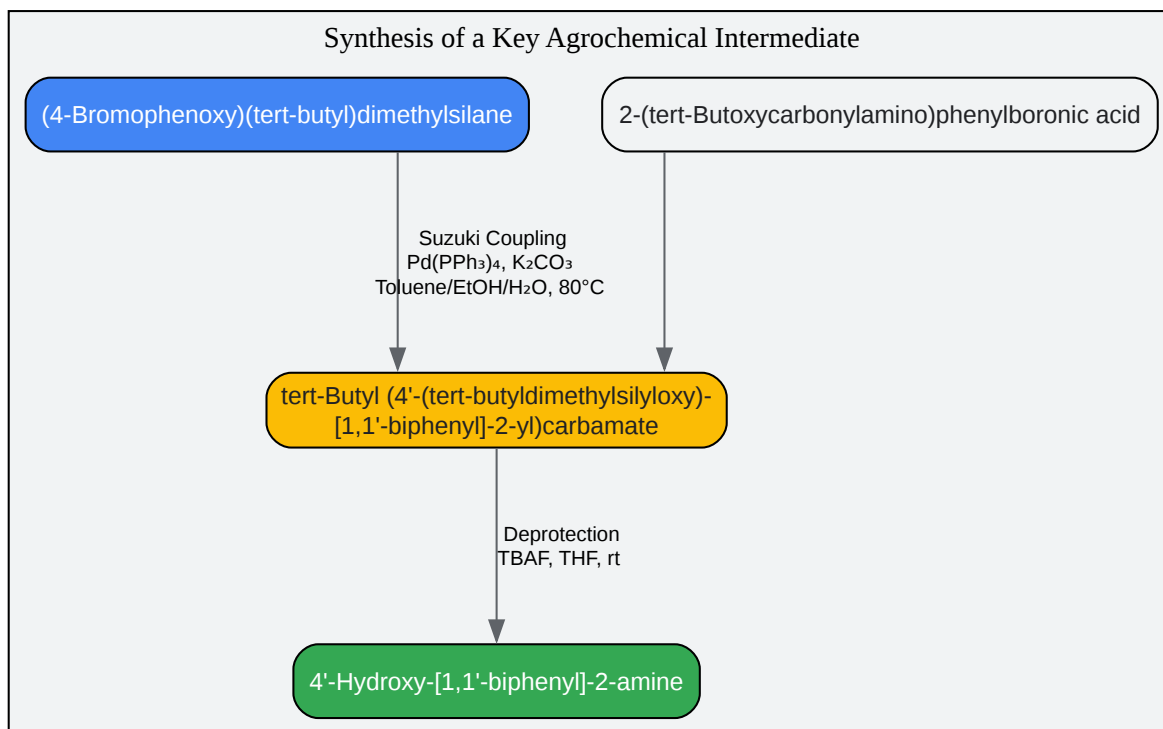 Synthesis of a Key Agrochemical Intermediate
(4-Bromophenoxy)(tert-butyl)dimethylsilane
2-(tert-Butoxycarbonylamino)phenylboronic acid
Suzuki Coupling
Pd(PPh₃)₄, K₂CO₃
Toluene/EtOH/H₂O, 80°C
tert-Butyl (4'-(tert-butyldimethylsilyloxy)-
[1,1'-biphenyl]-2-yl)carbamate
Deprotection
TBAF, THF, rt
4'-Hydroxy-[1,1'-biphenyl]-2-amine